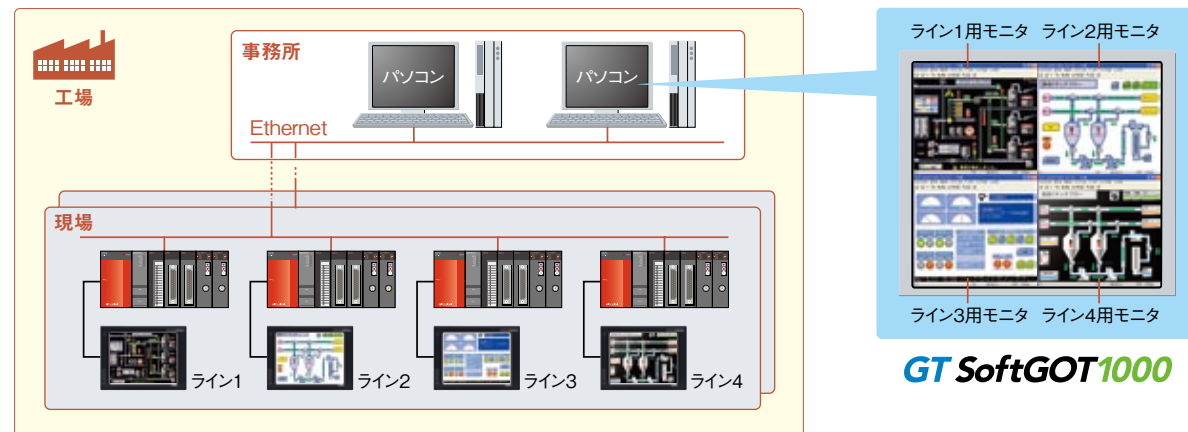 工場
事務所
パソコン
パソコン
Ethernet
現場
ライン1
ライン2
ライン3
ライン4
ライン1用モニタ
ライン2用モニタ
ライン3用モニタ
ライン4用モニタ
GT SoftGOT1000